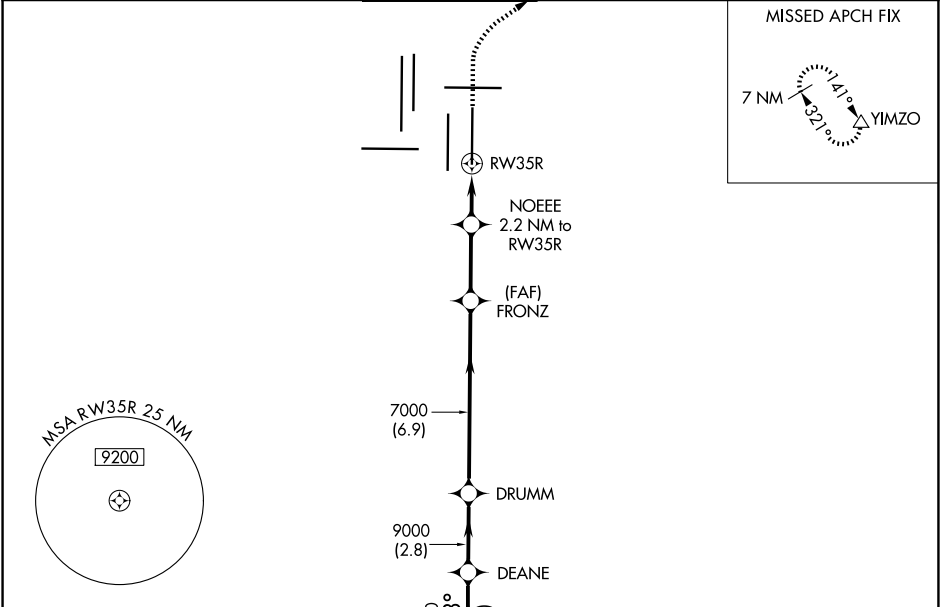 MISSED APCH FIX
7 NM
141°
321°
YIMZO
RW35R
NOEEE
2.2 NM to
RW35R
(FAF)
FRONZ
7000
(6.9)
MSA RW35R 25 NM
9200
DRUMM
9000
(2.8)
DEANE